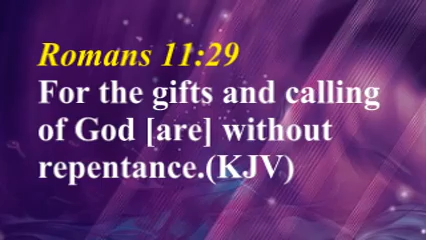 Romans 11:29
For the gifts and calling
of God [are] without
repentance.(KJV)